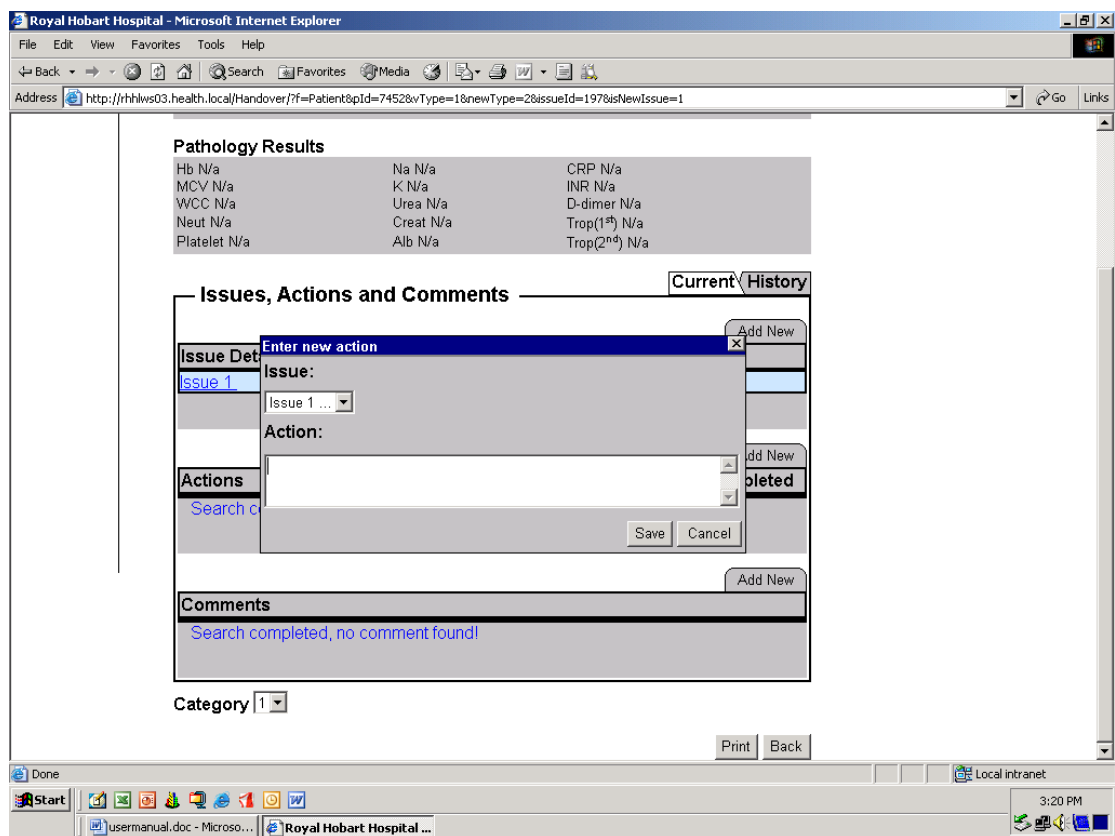 Royal Hobart Hospital - Microsoft Internet Explorer
File Edit View Favorites Tools Help
Back Search Favorites Media
Address http://rhhlws03.health.local/Handover/?f=Patient&pId=7452&vType=1&newType=2&issueId=197&isNewIssue=1 Go Links
Pathology Results
Hb N/a Na N/a CRP N/a
MCV N/a K N/a INR N/a
WCC N/a Urea N/a D-dimer N/a
Neut N/a Creat N/a Trop(1st) N/a
Platelet N/a Alb N/a Trop(2nd) N/a
Current History
Issues, Actions and Comments
Add New
Enter new action
Issue Deta
Issue:
Issue 1
Issue 1 ...
Action:
dd New
Actions pleted
Search co
Save Cancel
Add New
Comments
Search completed, no comment found!
Category 1
Print Back
Done Local intranet
Start 3:20 PM
usermanual.doc - Microso... Royal Hobart Hospital ...